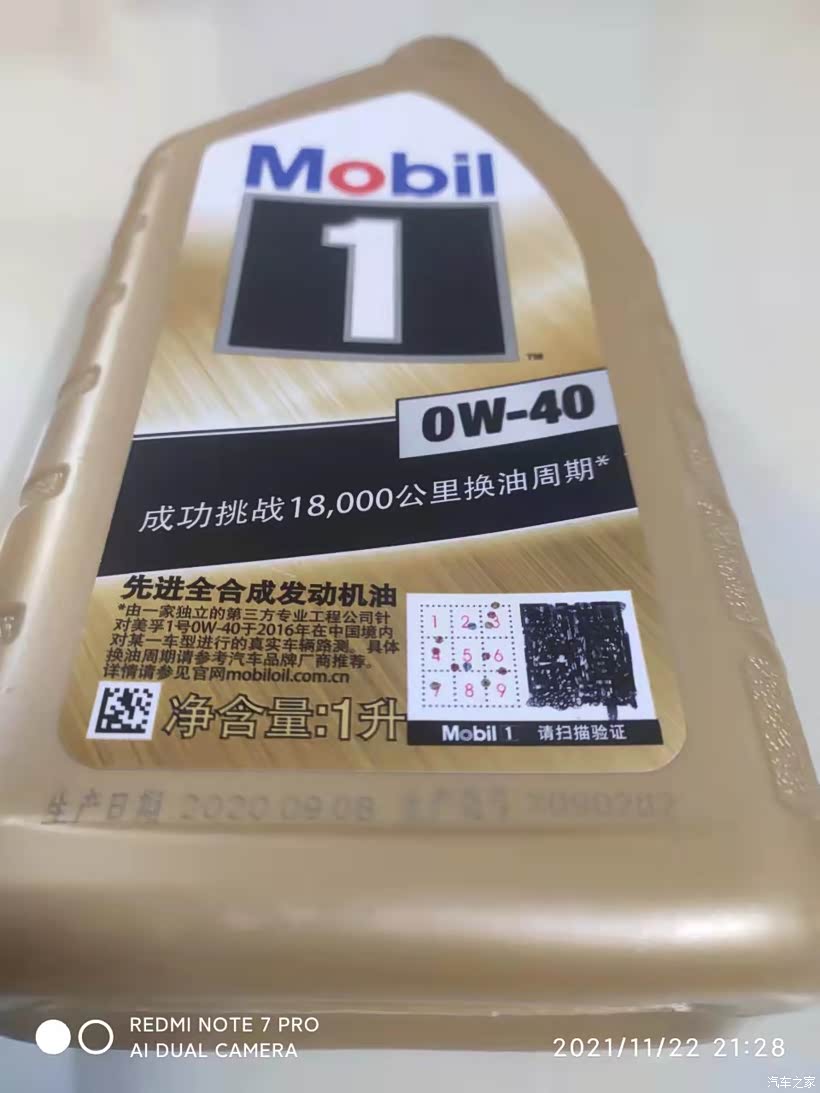 Mobil
1
TM
0W-40
成功挑战18,000公里换油周期*
先进全合成发动机油
*由一家独立的第三方专业工程公司针
对美孚1号0W-40于2016年在中国境内
对某一车型进行的真实车辆路测。具体
换油周期请参考汽车品牌厂商推荐。
详情请参见官网mobiloil.com.cn
净含量:1升
1 2 3
4 5 6
7 8 9
Mobil 1 请扫描验证
生产日期 2020 09 08 生产批号
REDMI NOTE 7 PRO
AI DUAL CAMERA
2021/11/22 21:28
汽车之家